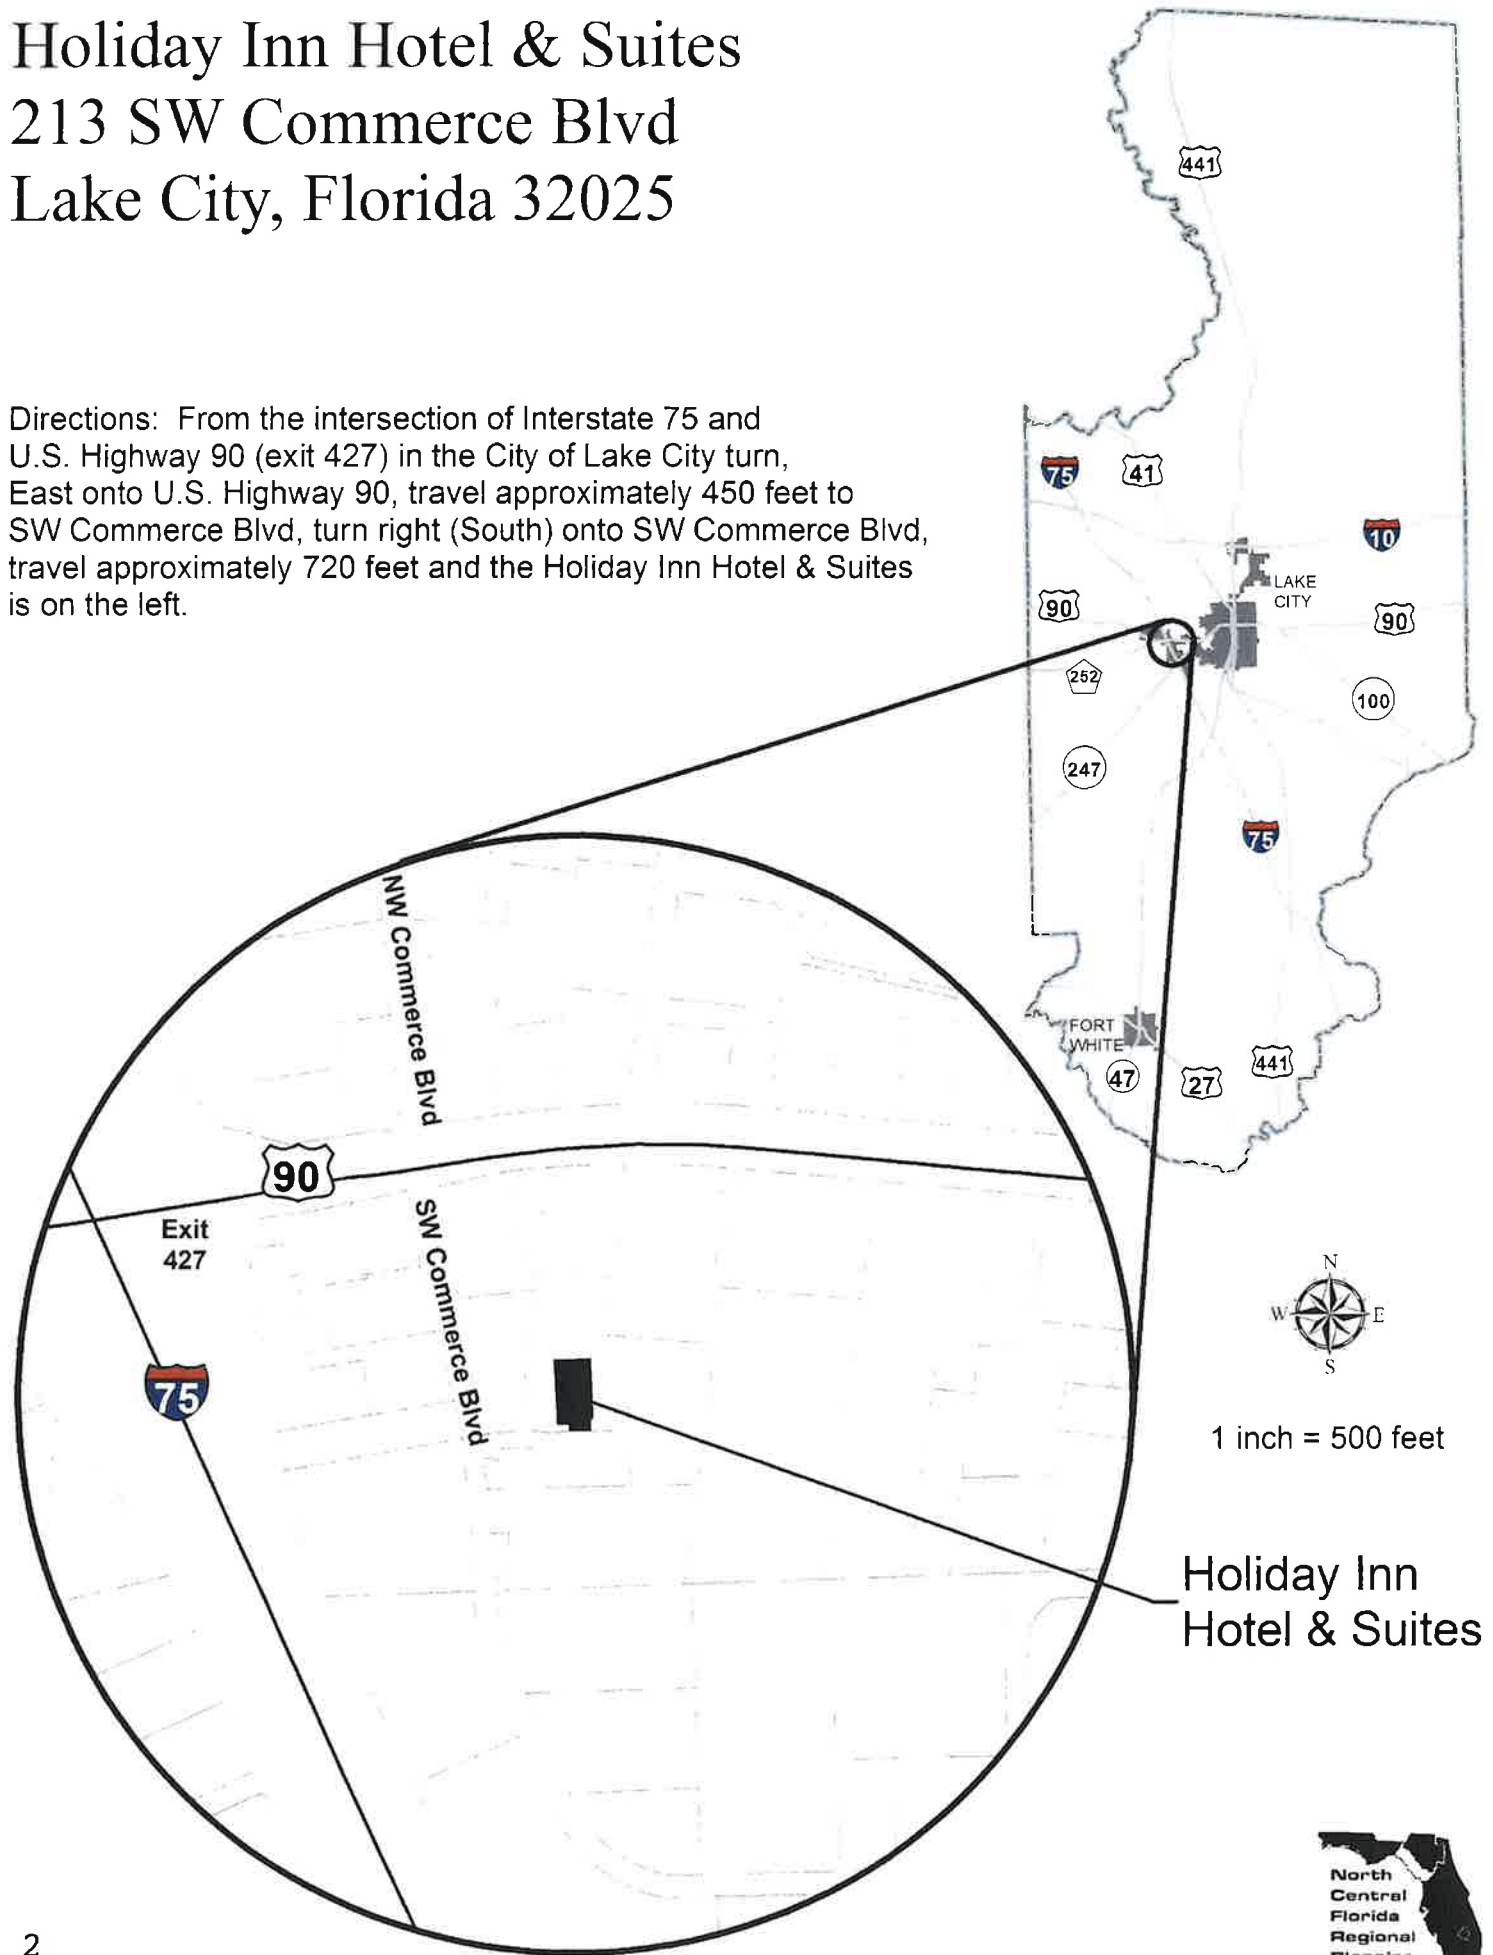 Holiday Inn Hotel & Suites
213 SW Commerce Blvd
Lake City, Florida 32025
Directions: From the intersection of Interstate 75 and
U.S. Highway 90 (exit 427) in the City of Lake City turn,
East onto U.S. Highway 90, travel approximately 450 feet to
SW Commerce Blvd, turn right (South) onto SW Commerce Blvd,
travel approximately 720 feet and the Holiday Inn Hotel & Suites
is on the left.
441
75
41
10
LAKE
CITY
90
90
252
100
247
75
FORT
WHITE
47
27
441
NW Commerce Blvd
90
Exit
427
SW Commerce Blvd
75
N
W
E
S
1 inch = 500 feet
Holiday Inn
Hotel & Suites
North
Central
Florida
Regional
2